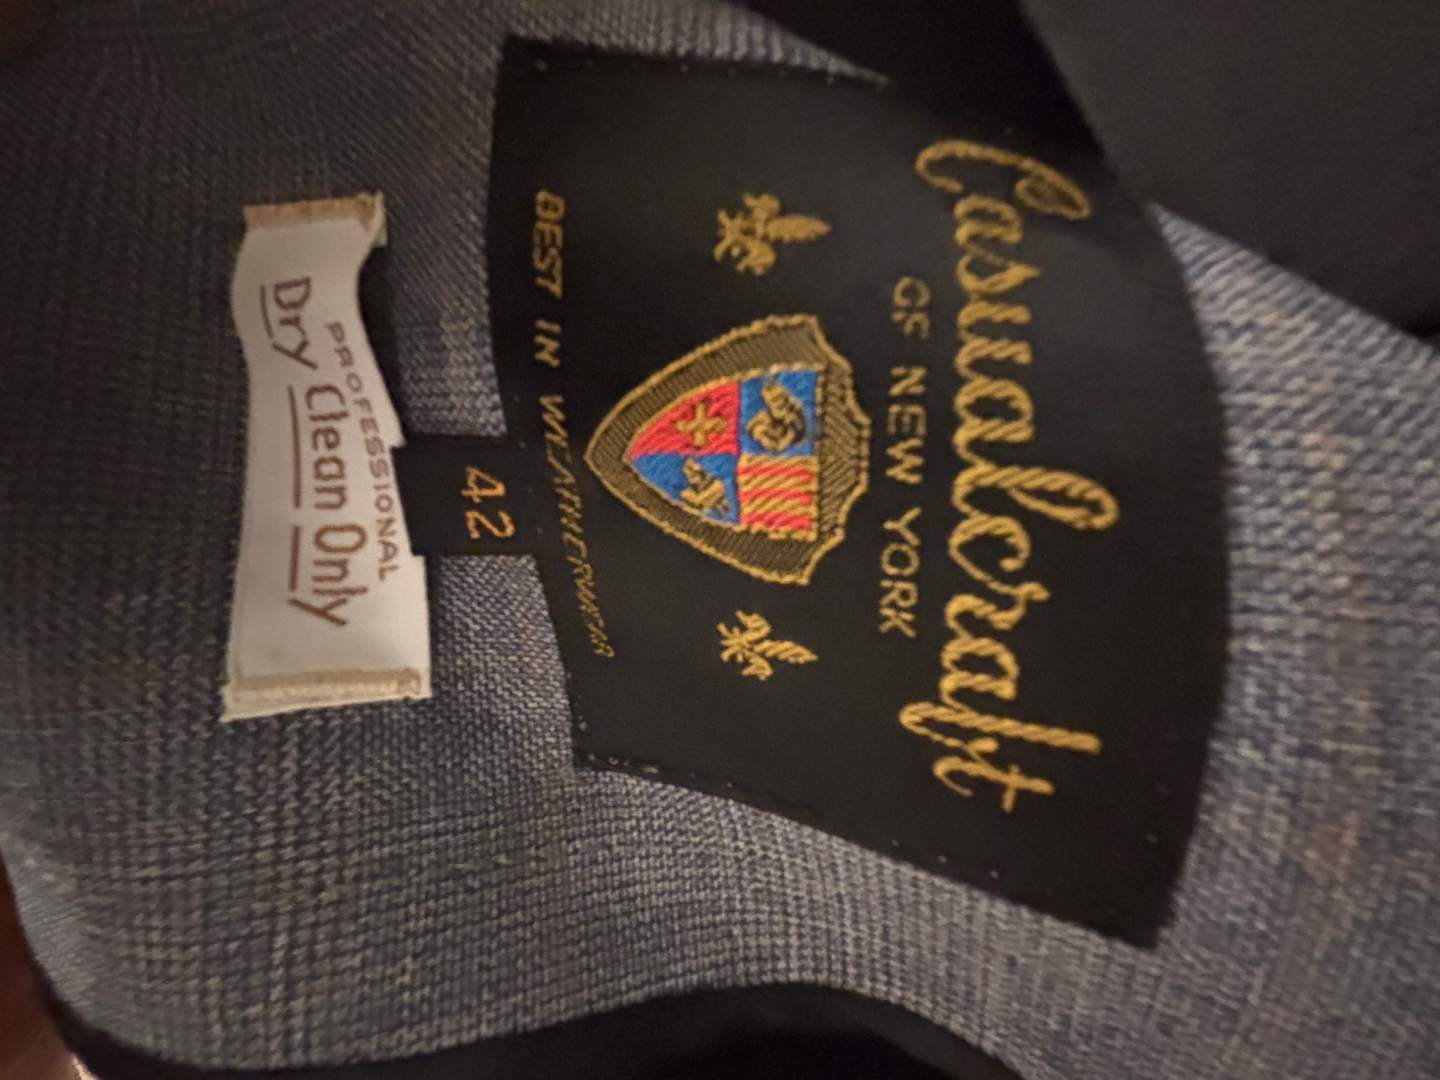 Casualcraft
OF NEW YORK
BEST IN WEATHERWEAR
42
PROFESSIONAL
Dry Clean Only